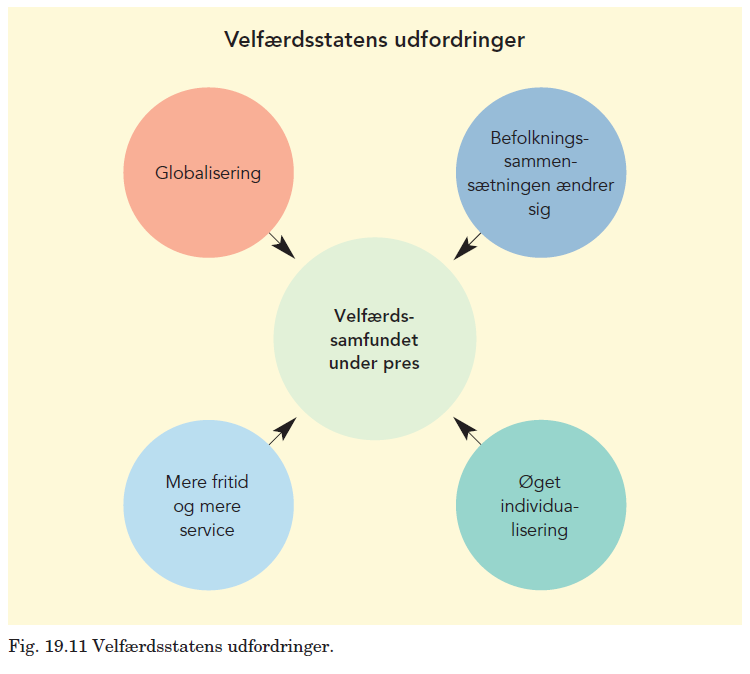 Velfærdsstatens udfordringer
Globalisering
Befolknings-
sammen-
sætningen ændrer
sig
Velfærds-
samfundet
under pres
Mere fritid
og mere
service
Øget
individua-
lisering
Fig. 19.11 Velfærdsstatens udfordringer.